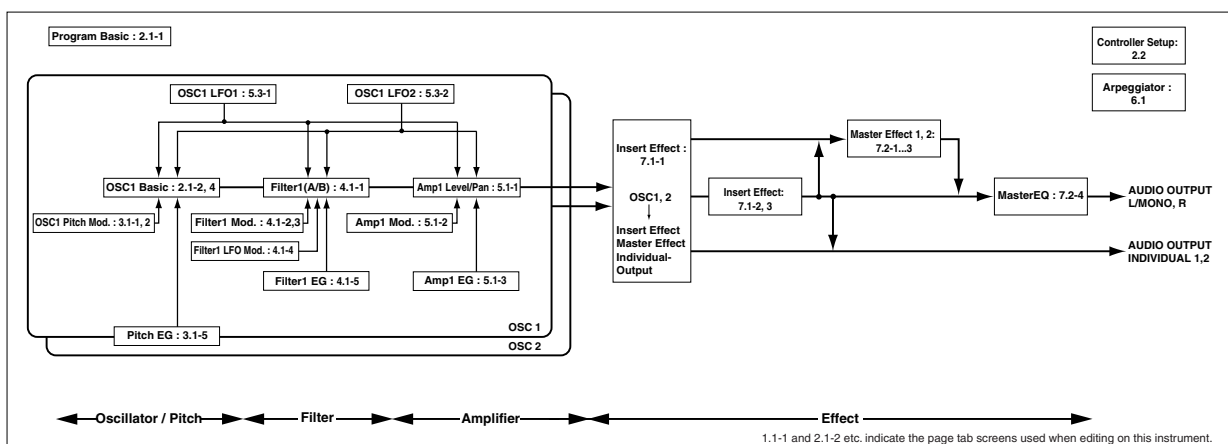 Program Basic : 2.1-1
Controller Setup:
2.2
Arpeggiator :
6.1
OSC1 LFO1 : 5.3-1
OSC1 LFO2 : 5.3-2
Insert Effect :
7.1-1
OSC1, 2
Insert Effect
Master Effect
Individual-
Output
Master Effect 1, 2:
7.2-1...3
OSC1 Basic : 2.1-2, 4
Filter1(A/B) : 4.1-1
Amp1 Level/Pan : 5.1-1
Insert Effect:
7.1-2, 3
MasterEQ : 7.2-4
AUDIO OUTPUT
L/MONO, R
OSC1 Pitch Mod. : 3.1-1, 2
Filter1 Mod. : 4.1-2,3
Amp1 Mod. : 5.1-2
Filter1 LFO Mod. : 4.1-4
AUDIO OUTPUT
INDIVIDUAL 1,2
Filter1 EG : 4.1-5
Amp1 EG : 5.1-3
Pitch EG : 3.1-5
OSC 1
OSC 2
Oscillator / Pitch
Filter
Amplifier
Effect
1.1-1 and 2.1-2 etc. indicate the page tab screens used when editing on this instrument.